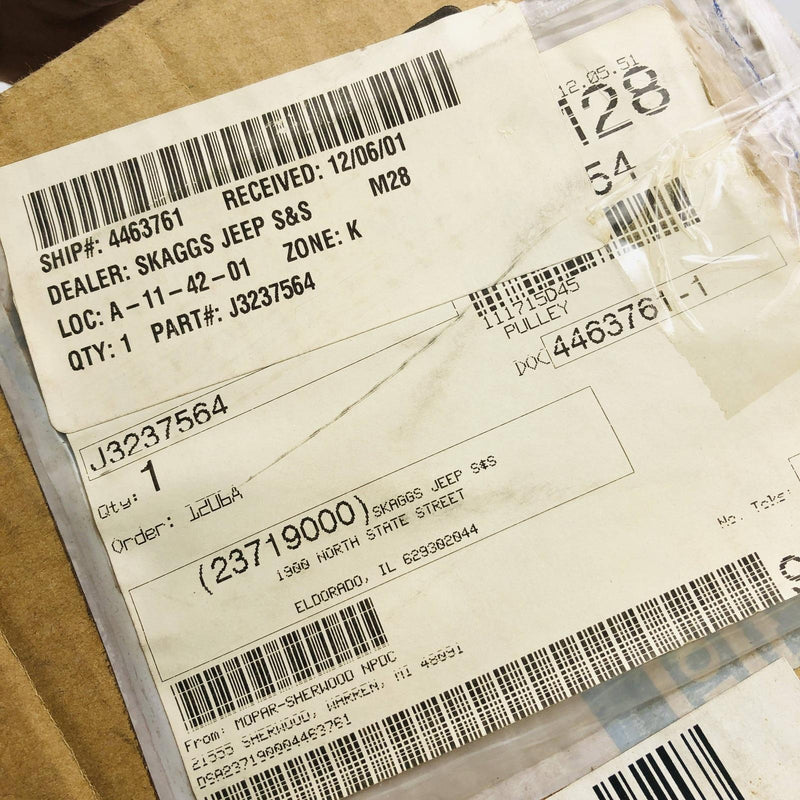 SHIP#: 4463761 RECEIVED: 12/06/01
DEALER: SKAGGS JEEP S&S M28
LOC: A-11-42-01 ZONE: K
QTY: 1 PART#: J3237564
12.05.51
128
54
111715D45
PULLEY
DOC 4463761-1
J3237564
Qty: 1
Order: 1206A
(23719000) SKAGGS JEEP S&S
1900 NORTH STATE STREET
ELDORADO, IL 629302044
From: MOPAR-SHERWOOD NPDC
21555 SHERWOOD, WARREN, MI 48091
DSA237190004463761